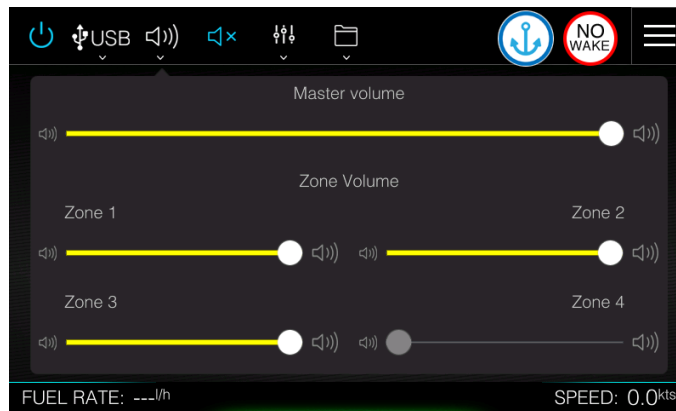 USB
NO
WAKE
Master volume
Zone Volume
Zone 1
Zone 2
Zone 3
Zone 4
FUEL RATE: ---l/h
SPEED: 0.0kts